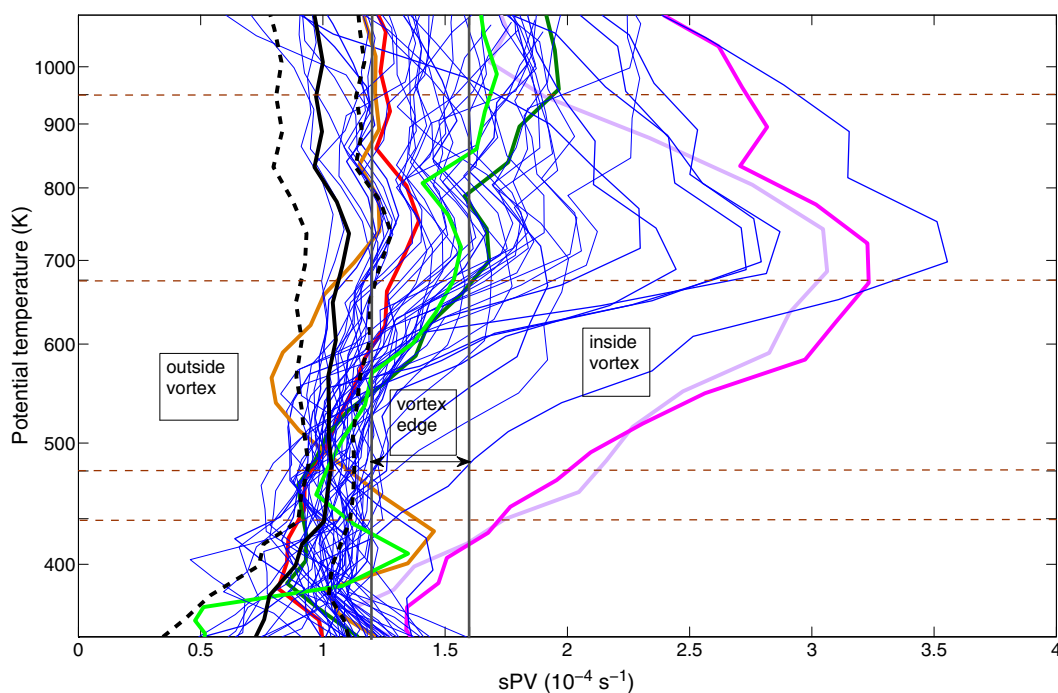 1000
900
800
700
600
500
400
Potential temperature (K)
outside
vortex
vortex
edge
inside
vortex
0
0.5
1
1.5
2
2.5
3
3.5
4
sPV (10⁻⁴ s⁻¹)